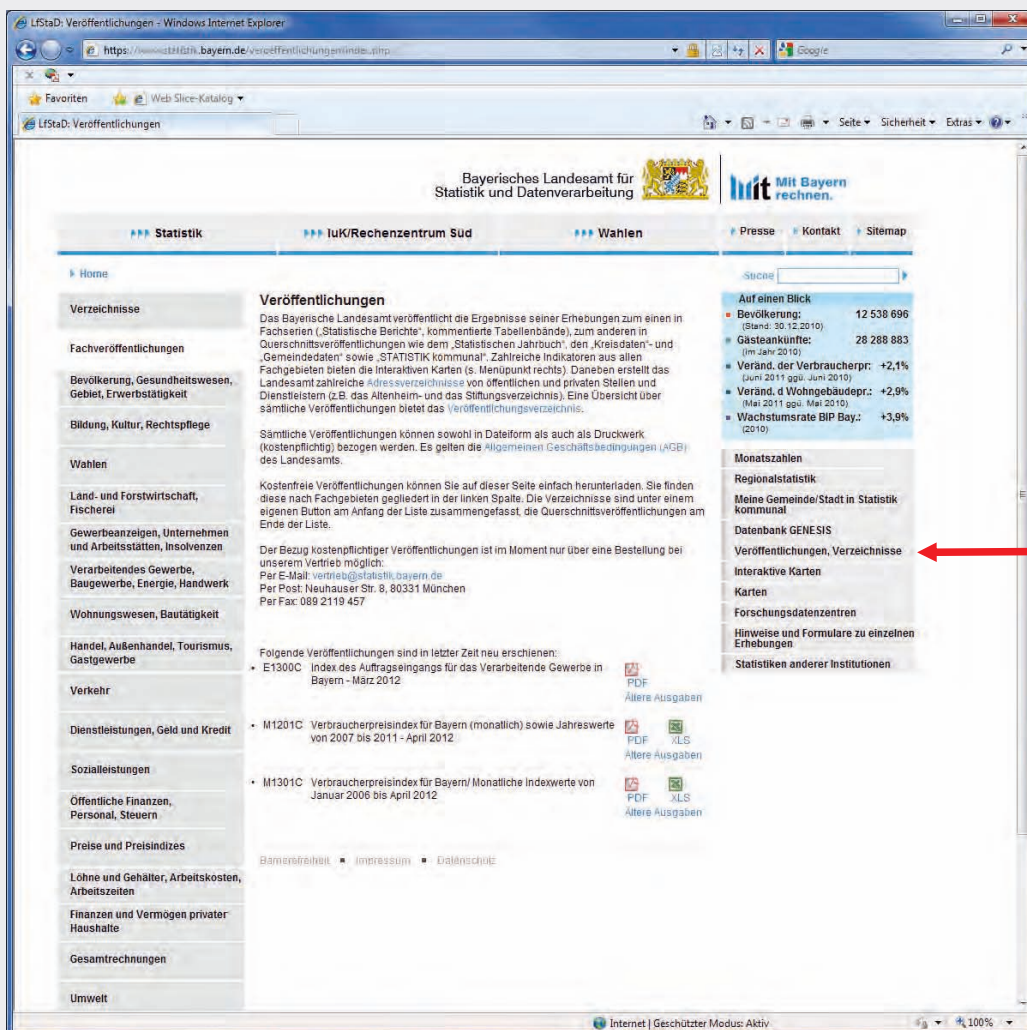 LfStaD: Veröffentlichungen - Windows Internet Explorer
https://www.statistik.bayern.de/veroeffentlichungen/index.php
Google
Favoriten
Web Slice-Katalog
LfStaD: Veröffentlichungen
Seite
Sicherheit
Extras
Bayerisches Landesamt für
Statistik und Datenverarbeitung
mit Mit Bayern
rechnen.
Statistik
IuK/Rechenzentrum Süd
Wahlen
Presse
Kontakt
Sitemap
Home
Suche
Verzeichnisse
Fachveröffentlichungen
Bevölkerung, Gesundheitswesen,
Gebiet, Erwerbstätigkeit
Bildung, Kultur, Rechtspflege
Wahlen
Land- und Forstwirtschaft,
Fischerei
Gewerbeanzeigen, Unternehmen
und Arbeitsstätten, Insolvenzen
Verarbeitendes Gewerbe,
Baugewerbe, Energie, Handwerk
Wohnungswesen, Bautätigkeit
Handel, Außenhandel, Tourismus,
Gastgewerbe
Verkehr
Dienstleistungen, Geld und Kredit
Sozialleistungen
Öffentliche Finanzen,
Personal, Steuern
Preise und Preisindizes
Löhne und Gehälter, Arbeitskosten,
Arbeitszeiten
Finanzen und Vermögen privater
Haushalte
Gesamtrechnungen
Umwelt
Veröffentlichungen
Das Bayerische Landesamt veröffentlicht die Ergebnisse seiner Erhebungen zum einen in
Fachserien („Statistische Berichte“, kommentierte Tabellenbände), zum anderen in
Querschnittsveröffentlichungen wie dem „Statistischen Jahrbuch“, den „Kreisdaten“- und
„Gemeindedaten“ sowie „STATISTIK kommunal“. Zahlreiche Indikatoren aus allen
Fachgebieten bieten die Interaktiven Karten (s. Menüpunkt rechts). Daneben erstellt das
Landesamt zahlreiche Adressverzeichnisse von öffentlichen und privaten Stellen und
Dienstleistern (z.B. das Altenheim- und das Stiftungsverzeichnis). Eine Übersicht über
sämtliche Veröffentlichungen bietet das Veröffentlichungsverzeichnis.
Sämtliche Veröffentlichungen können sowohl in Dateiform als auch als Druckwerk
(kostenpflichtig) bezogen werden. Es gelten die Allgemeinen Geschäftsbedingungen (AGB)
des Landesamts.
Kostenfreie Veröffentlichungen können Sie auf dieser Seite einfach herunterladen. Sie finden
diese nach Fachgebieten gegliedert in der linken Spalte. Die Verzeichnisse sind unter einem
eigenen Button am Anfang der Liste zusammengefasst, die Querschnittsveröffentlichungen am
Ende der Liste.
Der Bezug kostenpflichtiger Veröffentlichungen ist im Moment nur über eine Bestellung bei
unserem Vertrieb möglich:
Per E-Mail: vertrieb@statistik.bayern.de
Per Post: Neuhauser Str. 8, 80331 München
Per Fax: 089 2119 457
Folgende Veröffentlichungen sind in letzter Zeit neu erschienen:
• E1300C Index des Auftragseingangs für das Verarbeitende Gewerbe in
Bayern - März 2012
PDF
Ältere Ausgaben
• M1201C Verbraucherpreisindex für Bayern (monatlich) sowie Jahreswerte
von 2007 bis 2011 - April 2012
PDF XLS
Ältere Ausgaben
• M1301C Verbraucherpreisindex für Bayern/ Monatliche Indexwerte von
Januar 2006 bis April 2012
PDF XLS
Ältere Ausgaben
Barrierefreiheit ▪ Impressum ▪ Datenschutz
Auf einen Blick
Bevölkerung: 12 538 696
(Stand: 30.12.2010)
Gästeankünfte: 28 288 883
(im Jahr 2010)
Veränd. der Verbraucherpr: +2,1%
(Juni 2011 ggü. Juni 2010)
Veränd. d Wohngebäudepr.: +2,9%
(Mai 2011 ggü. Mai 2010)
Wachstumsrate BIP Bay.: +3,9%
(2010)
Monatszahlen
Regionalstatistik
Meine Gemeinde/Stadt in Statistik
kommunal
Datenbank GENESIS
Veröffentlichungen, Verzeichnisse
Interaktive Karten
Karten
Forschungsdatenzentren
Hinweise und Formulare zu einzelnen
Erhebungen
Statistiken anderer Institutionen
Internet | Geschützter Modus: Aktiv
100%